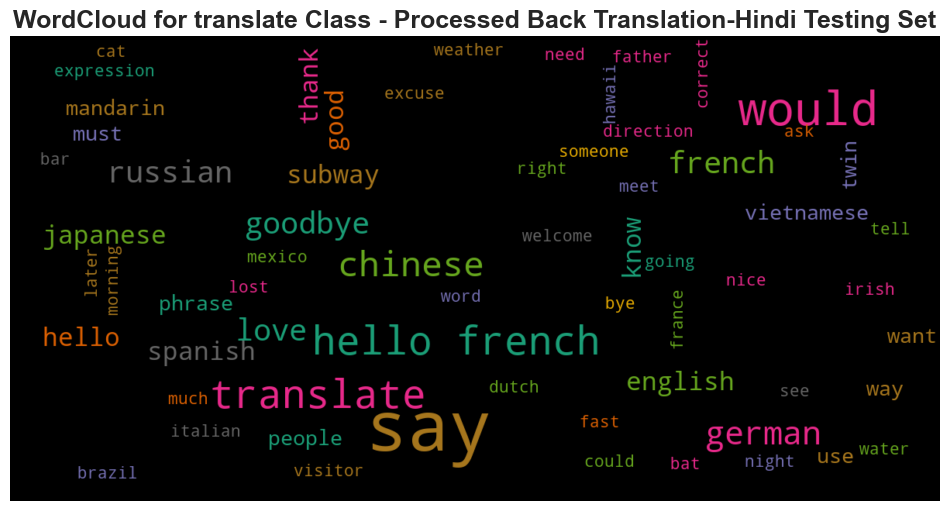 WordCloud for translate Class - Processed Back Translation-Hindi Testing Set
cat
weather
need
father
correct
expression
thank
hawaii
excuse
good
would
mandarin
must
direction
ask
someone
bar
russian
subway
right
french
twin
meet
vietnamese
goodbye
know
tell
japanese
welcome
mexico
chinese
going
later
morning
nice
lost
irish
phrase
word
bye
france
hello
love
hello french
want
spanish
translate
dutch
english
see
way
much
say
fast
german
italian
people
could
bat
night
use
water
brazil
visitor